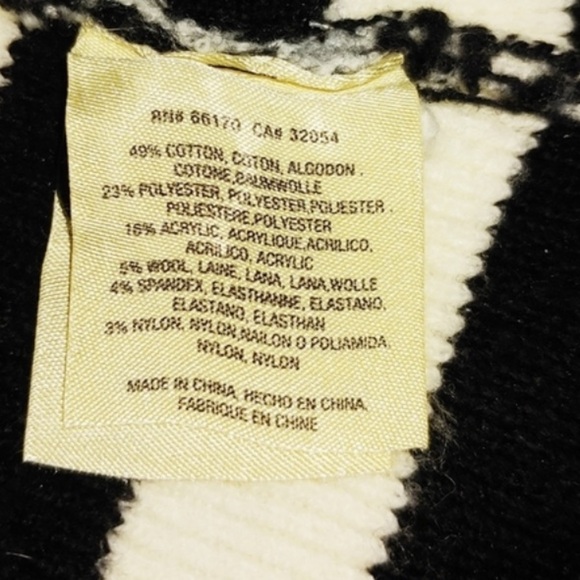 RN# 66170 CA# 32054
49% COTTON, COTON, ALGODON.
COTONE,BAUMWOLLE
23% POLYESTER, POLYESTER,POLIESTER.
POLIESTERE,POLYESTER
16% ACRYLIC, ACRYLIQUE,ACRILICO,
ACRILICO, ACRYLIC
5% WOOL, LAINE, LANA, LANA,WOLLE
4% SPANDEX, ELASTHANNE, ELASTANO,
ELASTANO, ELASTHAN
3% NYLON, NYLON,NAILON O POLIAMIDA,
NYLON, NYLON
MADE IN CHINA, HECHO EN CHINA,
FABRIQUE EN CHINE